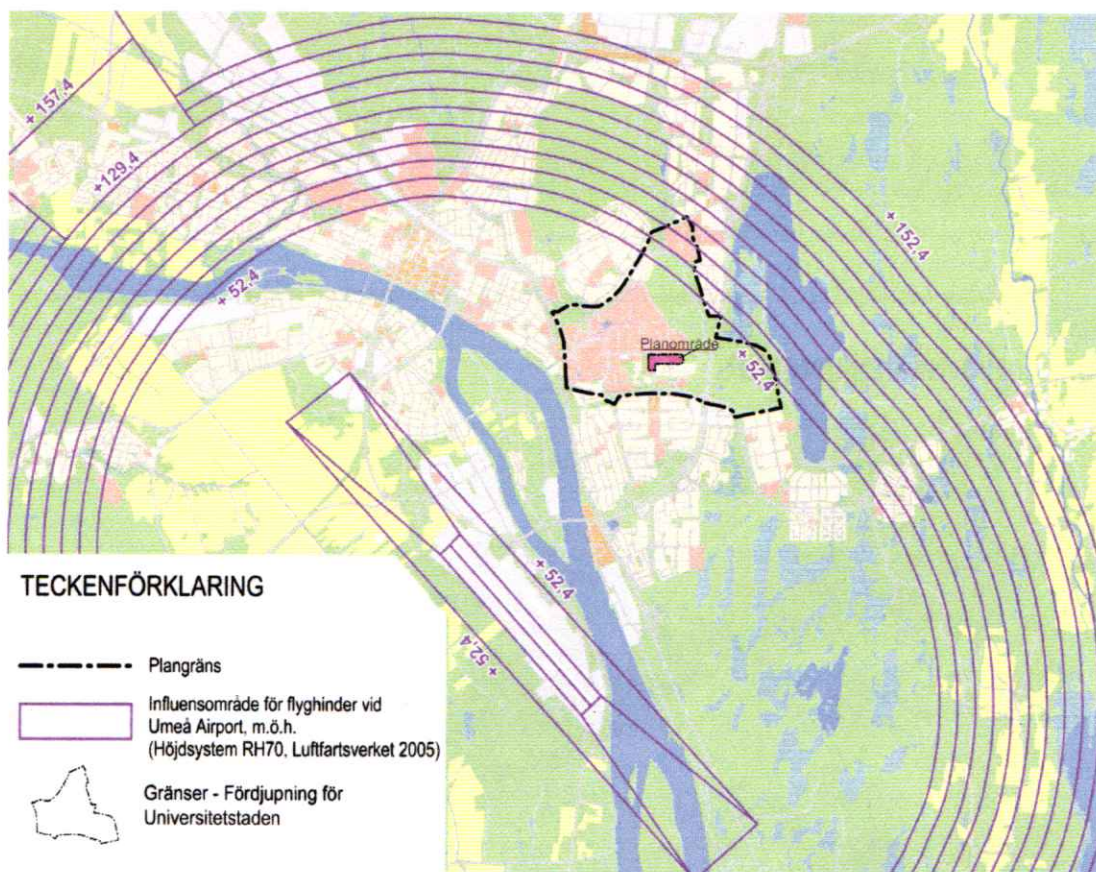 + 157,4
+129,4
+ 52,4
+ 152,4
Planområde
+ 52,4
+ 52,4
+ 52,4
TECKENFÖRKLARING
Plangräns
Influensområde för flyghinder vid
Umeå Airport, m.ö.h.
(Höjdsystem RH70, Luftfartsverket 2005)
Gränser - Fördjupning för
Universitetstaden